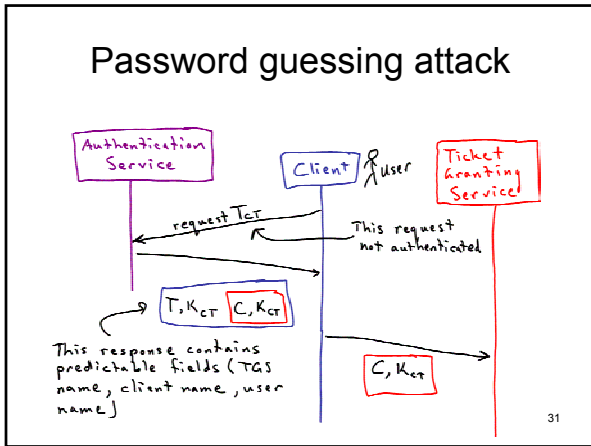 Password guessing attack
Authentication
Service
Client
User
Ticket
Granting
Service
request T_CT
This request
not authenticated
T, K_CT C, K_CT
This response contains
predictable fields (TGS
name, client name, user
name)
C, K_CT
31